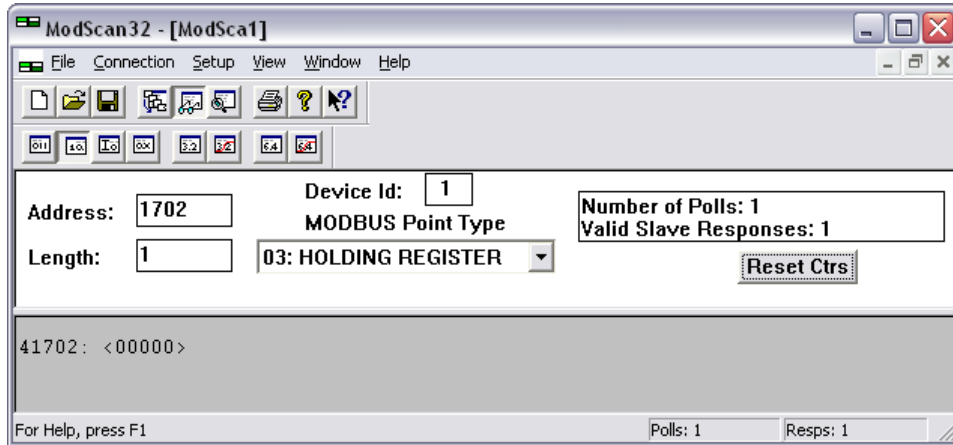 ModScan32 - [ModSca1]
File Connection Setup View Window Help
Address: 1702
Device Id: 1
MODBUS Point Type
Length: 1
03: HOLDING REGISTER
Number of Polls: 1
Valid Slave Responses: 1
Reset Ctrs
41702: <00000>
For Help, press F1
Polls: 1
Resps: 1